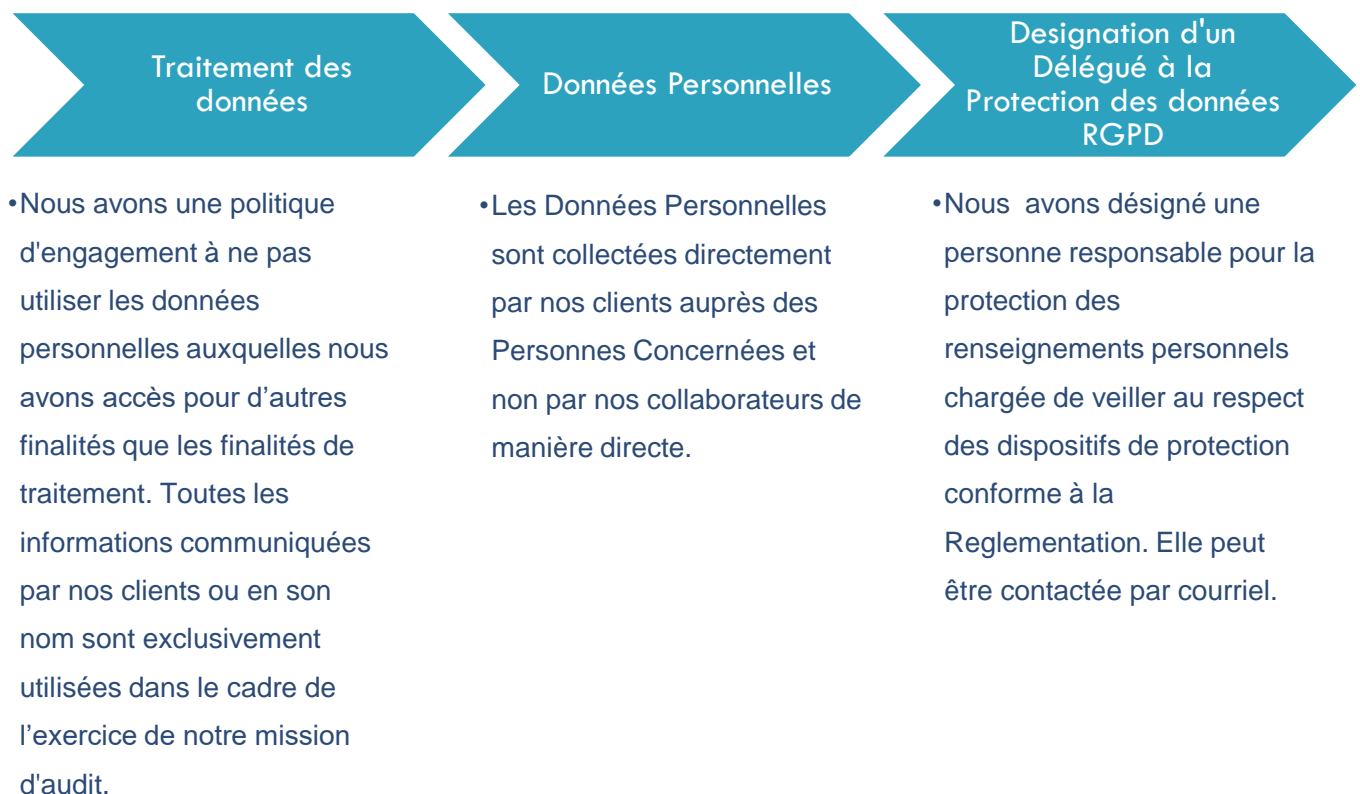 Traitement des
données
Données Personnelles
Designation d'un
Délégué à la
Protection des données
RGPD
•Nous avons une politique
d'engagement à ne pas
utiliser les données
personnelles auxquelles nous
avons accès pour d’autres
finalités que les finalités de
traitement. Toutes les
informations communiquées
par nos clients ou en son
nom sont exclusivement
utilisées dans le cadre de
l’exercice de notre mission
d'audit.
•Les Données Personnelles
sont collectées directement
par nos clients auprès des
Personnes Concernées et
non par nos collaborateurs de
manière directe.
•Nous avons désigné une
personne responsable pour la
protection des
renseignements personnels
chargée de veiller au respect
des dispositifs de protection
conforme à la
Reglementation. Elle peut
être contactée par courriel.